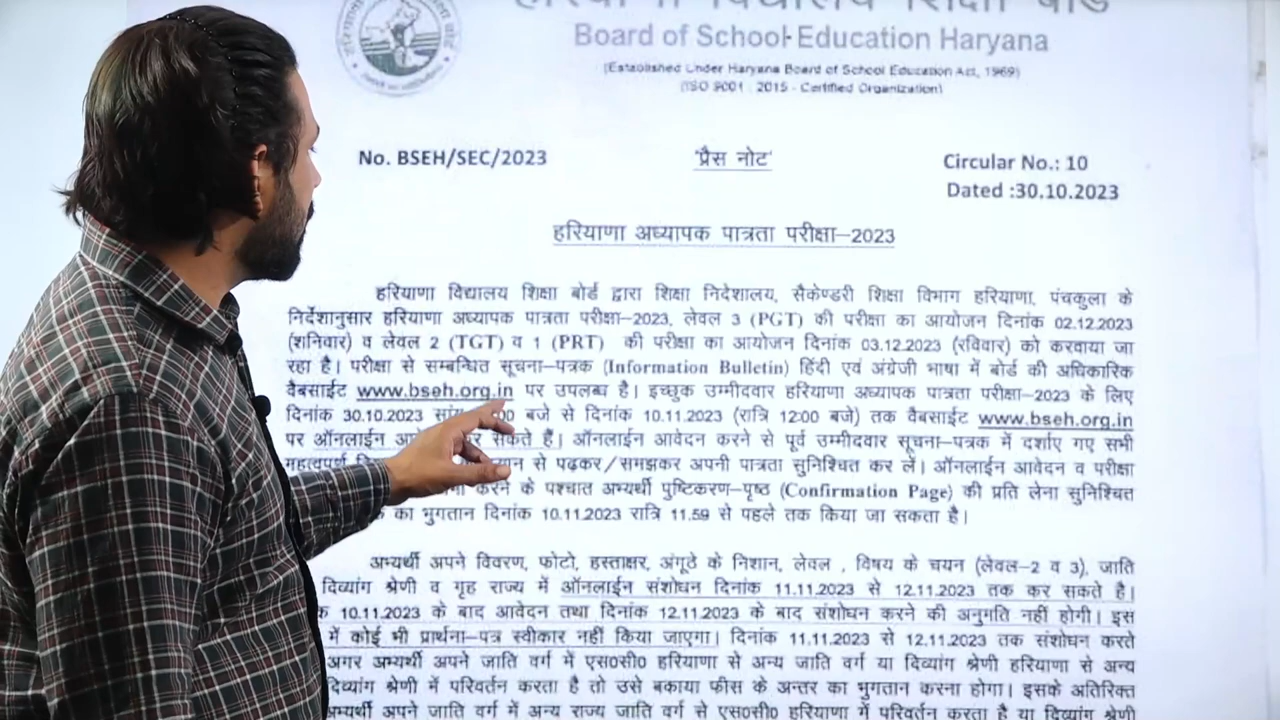 हरियाणा विद्यालय शिक्षा बोर्ड
Board of School Education Haryana
(Established Under Haryana Board of School Education Act, 1969)
(ISO 9001 : 2015 - Certified Organization)
No. BSEH/SEC/2023
'प्रैस नोट'
Circular No.: 10
Dated :30.10.2023
हरियाणा अध्यापक पात्रता परीक्षा–2023
हरियाणा विद्यालय शिक्षा बोर्ड द्वारा शिक्षा निदेशालय, सैकेण्डरी शिक्षा विभाग हरियाणा, पंचकुला के
निर्देशानुसार हरियाणा अध्यापक पात्रता परीक्षा–2023, लेवल 3 (PGT) की परीक्षा का आयोजन दिनांक 02.12.2023
(शनिवार) व लेवल 2 (TGT) व 1 (PRT) की परीक्षा का आयोजन दिनांक 03.12.2023 (रविवार) को करवाया जा
रहा है। परीक्षा से सम्बन्धित सूचना–पत्रक (Information Bulletin) हिंदी एवं अंग्रेजी भाषा में बोर्ड की अधिकारिक
वैबसाईट www.bseh.org.in पर उपलब्ध है। इच्छुक उम्मीदवार हरियाणा अध्यापक पात्रता परीक्षा–2023 के लिए
दिनांक 30.10.2023 00 बजे से दिनांक 10.11.2023 (रात्रि 12:00 बजे) तक वैबसाईट www.bseh.org.in
पर ऑनलाईन सकते हैं। ऑनलाईन आवेदन करने से पूर्व उम्मीदवार सूचना–पत्रक में दर्शाए गए सभी
महत्वपूर्ण से पढ़कर/समझकर अपनी पात्रता सुनिश्चित कर लें। ऑनलाईन आवेदन व परीक्षा
करने के पश्चात अभ्यर्थी पुष्टिकरण–पृष्ठ (Confirmation Page) की प्रति लेना सुनिश्चित
का भुगतान दिनांक 10.11.2023 रात्रि 11.59 से पहले तक किया जा सकता है।
अभ्यर्थी अपने विवरण, फोटो, हस्ताक्षर, अंगूठे के निशान, लेवल , विषय के चयन (लेवल–2 व 3), जाति
दिव्यांग श्रेणी व गृह राज्य में ऑनलाईन संशोधन दिनांक 11.11.2023 से 12.11.2023 तक कर सकते है।
10.11.2023 के बाद आवेदन तथा दिनांक 12.11.2023 के बाद संशोधन करने की अनुमति नहीं होगी। इस
में कोई भी प्रार्थना–पत्र स्वीकार नहीं किया जाएगा। दिनांक 11.11.2023 से 12.11.2023 तक संशोधन करते
अगर अभ्यर्थी अपने जाति वर्ग में एस०सी० हरियाणा से अन्य जाति वर्ग या दिव्यांग श्रेणी हरियाणा से अन्य
दिव्यांग श्रेणी में परिवर्तन करता है तो उसे बकाया फीस के अन्तर का भुगतान करना होगा। इसके अतिरिक्त
अभ्यर्थी अपने जाति वर्ग में अन्य राज्य जाति वर्ग से एस०सी० हरियाणा में परिवर्तन करता है या दिव्यांग श्रेणी